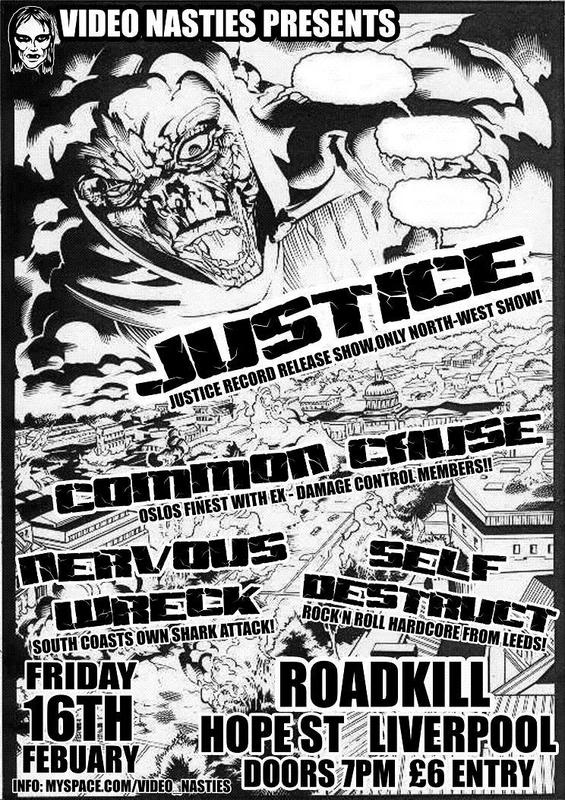 VIDEO NASTIES PRESENTS
JUSTICE
JUSTICE RECORD RELEASE SHOW,ONLY NORTH-WEST SHOW!
COMMON CAUSE
OSLOS FINEST WITH EX - DAMAGE CONTROL MEMBERS!!
NERVOUS
WRECK
SOUTH COASTS OWN SHARK ATTACK!
SELF
DESTRUCT
ROCK'N ROLL HARDCORE FROM LEEDS!
FRIDAY
16TH
FEBUARY
INFO: MYSPACE.COM/VIDEO_NASTIES
ROADKILL
HOPE ST LIVERPOOL
DOORS 7PM £6 ENTRY